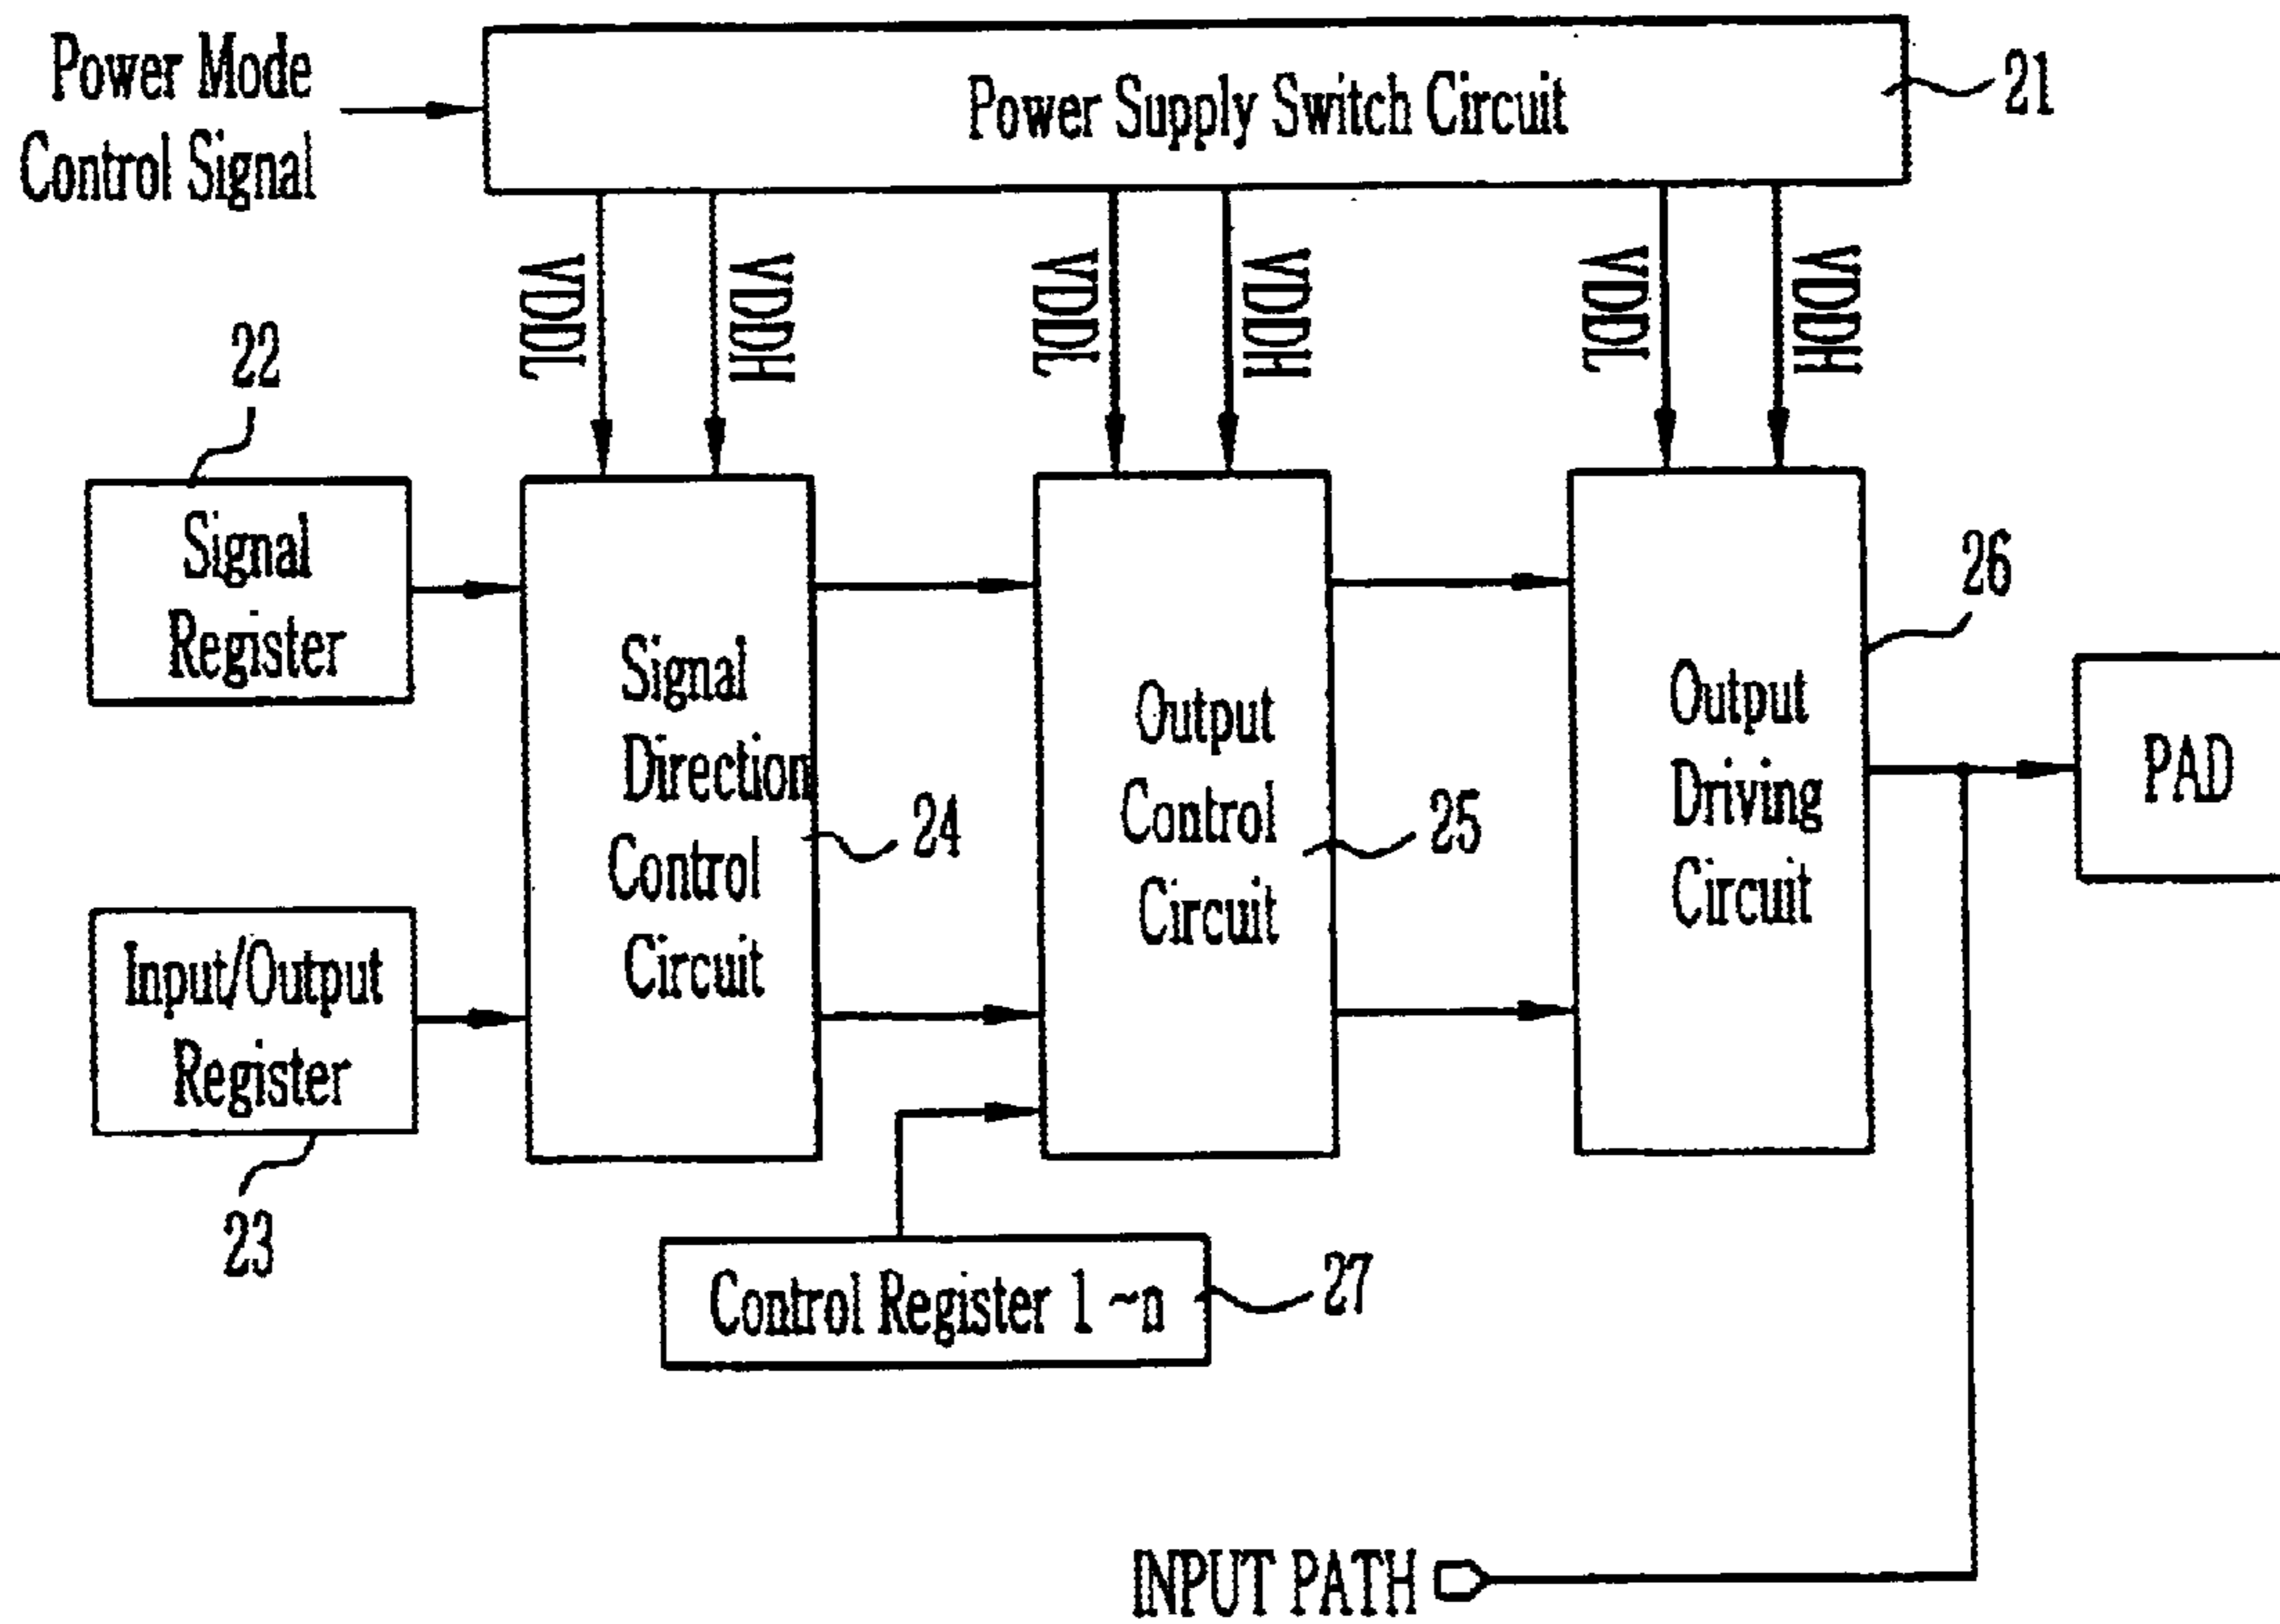 Power Mode
Control Signal
Power Supply Switch Circuit
21
VDDL
VDDH
VDDL
VDDH
VDDL
VDDH
22
Signal
Register
Input/Output
Register
23
Signal
Direction
Control
Circuit
24
Output
Control
Circuit
25
Output
Driving
Circuit
26
PAD
Control Register 1 ~n
27
INPUT PATH